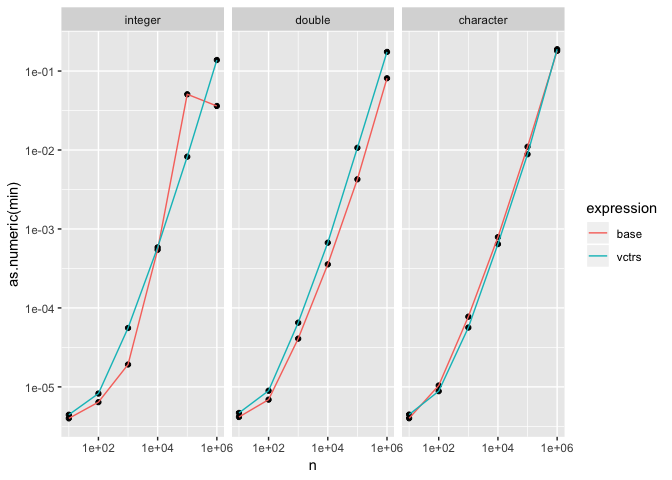 integer double character
1e-01
1e-02
1e-03
1e-04
1e-05
as.numeric(min)
1e+02 1e+04 1e+06 1e+02 1e+04 1e+06 1e+02 1e+04 1e+06
n
expression
base
vctrs